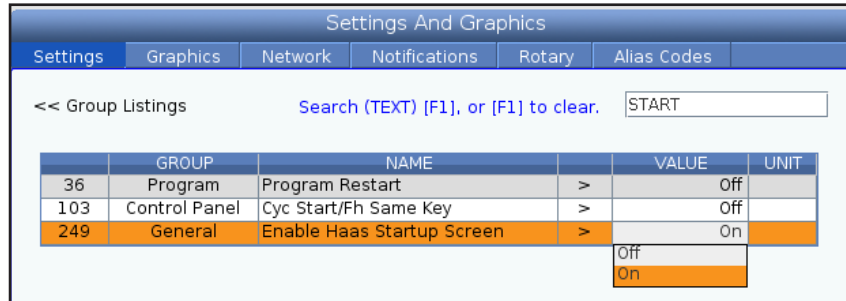 Settings And Graphics
Settings Graphics Network Notifications Rotary Alias Codes
<< Group Listings Search (TEXT) [F1], or [F1] to clear. START
GROUP NAME VALUE UNIT
36 Program Program Restart > Off
103 Control Panel Cyc Start/Fh Same Key > Off
249 General Enable Haas Startup Screen > On
Off
On